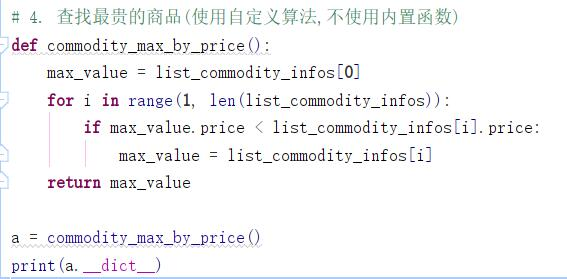 # 4. 查找最贵的商品(使用自定义算法,不使用内置函数)
def commodity_max_by_price():
    max_value = list_commodity_infos[0]
    for i in range(1, len(list_commodity_infos)):
        if max_value.price < list_commodity_infos[i].price:
            max_value = list_commodity_infos[i]
    return max_value
a = commodity_max_by_price()
print(a.__dict__)